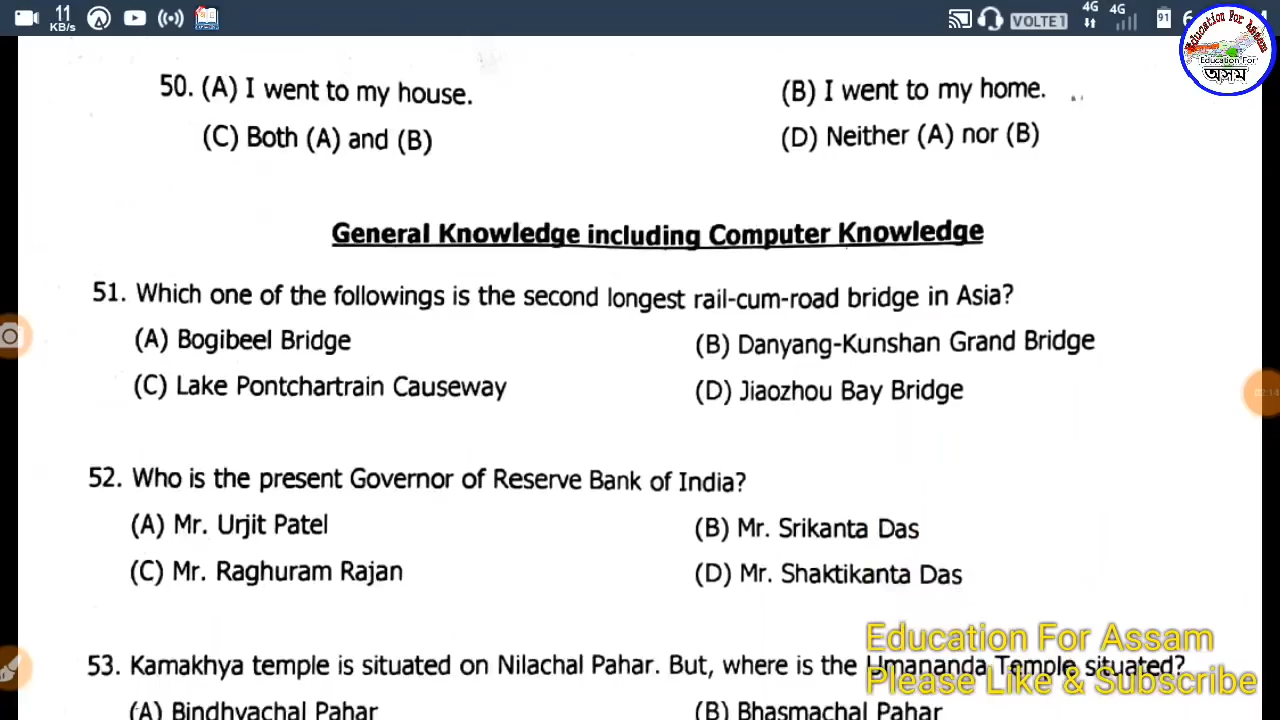 11
KB/s
VOLTE 1
4G 4G
91
Education For Assam
Education For
অসম
50. (A) I went to my house.
(B) I went to my home.
(C) Both (A) and (B)
(D) Neither (A) nor (B)
General Knowledge including Computer Knowledge
51. Which one of the followings is the second longest rail-cum-road bridge in Asia?
(A) Bogibeel Bridge
(B) Danyang-Kunshan Grand Bridge
(C) Lake Pontchartrain Causeway
(D) Jiaozhou Bay Bridge
52. Who is the present Governor of Reserve Bank of India?
(A) Mr. Urjit Patel
(B) Mr. Srikanta Das
(C) Mr. Raghuram Rajan
(D) Mr. Shaktikanta Das
53. Kamakhya temple is situated on Nilachal Pahar. But, where is the Umananda Temple situated?
(A) Bindhyachal Pahar
(B) Bhasmachal Pahar
Education For Assam
Please Like & Subscribe